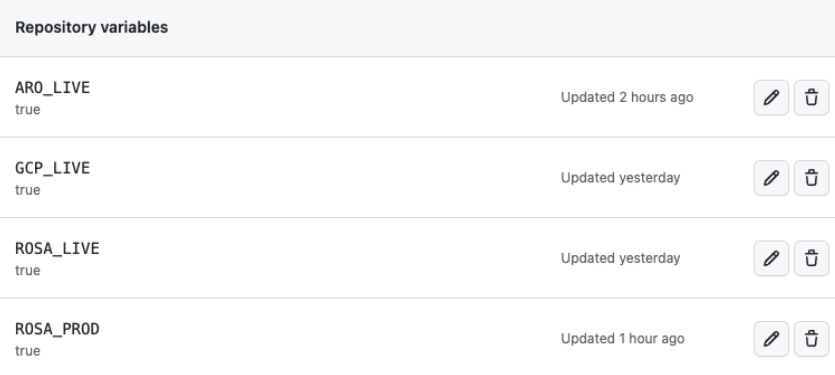 Repository variables
ARO_LIVE
true
Updated 2 hours ago
GCP_LIVE
true
Updated yesterday
ROSA_LIVE
true
Updated yesterday
ROSA_PROD
true
Updated 1 hour ago